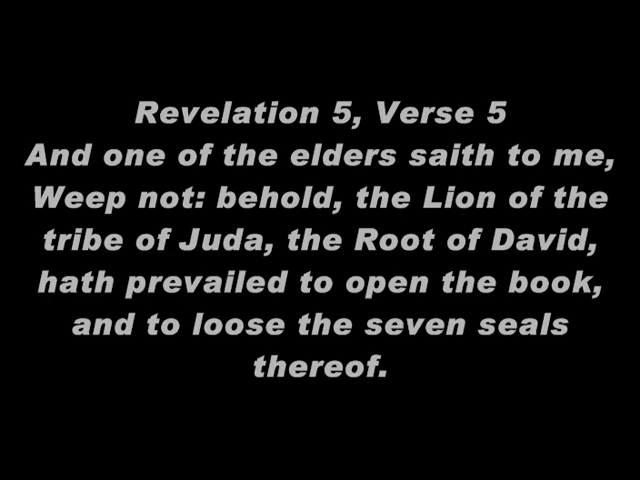 Revelation 5, Verse 5
And one of the elders saith to me,
Weep not: behold, the Lion of the
tribe of Juda, the Root of David,
hath prevailed to open the book,
and to loose the seven seals
thereof.